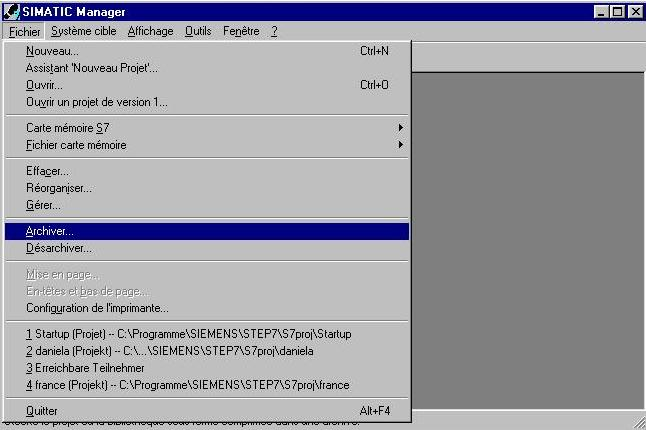 SIMATIC Manager
Fichier Système cible Affichage Outils Fenêtre ?
Nouveau... Ctrl+N
Assistant 'Nouveau Projet'...
Ouvrir... Ctrl+O
Ouvrir un projet de version 1...
Carte mémoire S7
Fichier carte mémoire
Effacer...
Réorganiser...
Gérer...
Archiver...
Désarchiver...
Mise en page...
En-têtes et bas de page...
Configuration de l'imprimante...
1 Startup (Projet) -- C:\Programme\SIEMENS\STEP7\S7proj\Startup
2 daniela (Projekt) -- C:\...\SIEMENS\STEP7\S7proj\daniela
3 Erreichbare Teilnehmer
4 france (Projekt) -- C:\Programme\SIEMENS\STEP7\S7proj\france
Quitter Alt+F4